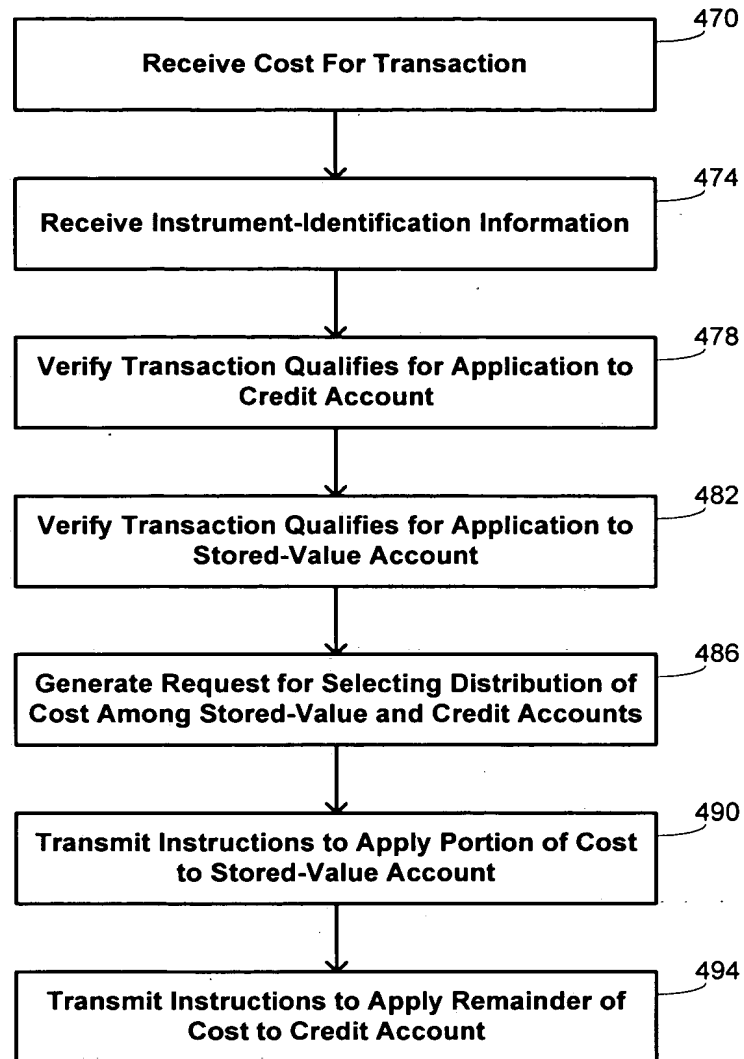 470
Receive Cost For Transaction
474
Receive Instrument-Identification Information
478
Verify Transaction Qualifies for Application to
Credit Account
482
Verify Transaction Qualifies for Application to
Stored-Value Account
486
Generate Request for Selecting Distribution of
Cost Among Stored-Value and Credit Accounts
490
Transmit Instructions to Apply Portion of Cost
to Stored-Value Account
494
Transmit Instructions to Apply Remainder of
Cost to Credit Account